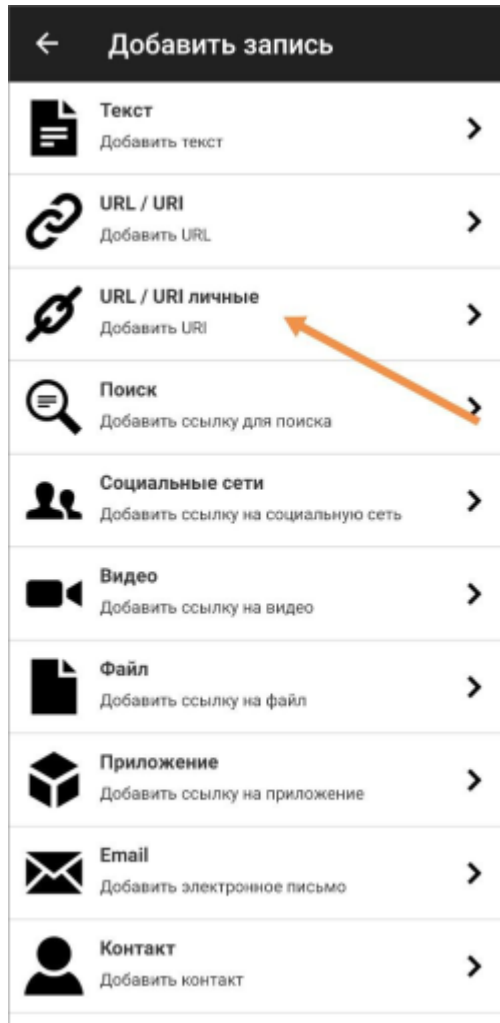 Добавить запись
Текст
Добавить текст
URL / URI
Добавить URL
URL / URI личные
Добавить URI
Поиск
Добавить ссылку для поиска
Социальные сети
Добавить ссылку на социальную сеть
Видео
Добавить ссылку на видео
Файл
Добавить ссылку на файл
Приложение
Добавить ссылку на приложение
Email
Добавить электронное письмо
Контакт
Добавить контакт